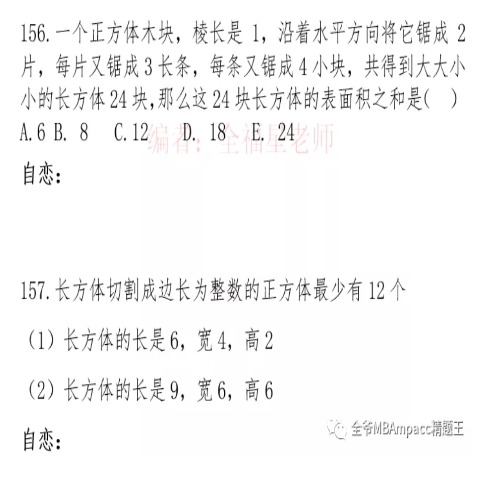 156.一个正方体木块，棱长是 1，沿着水平方向将它锯成 2
片，每片又锯成 3 长条，每条又锯成 4 小块，共得到大大小
小的长方体 24 块,那么这 24 块长方体的表面积之和是(  )
A.6 B. 8 C.12 D. 18 E. 24
编者：全福星老师
自恋：
157.长方体切割成边长为整数的正方体最少有 12 个
（1）长方体的长是 6，宽 4，高 2
（2）长方体的长是 9，宽 6，高 6
全爷MBAmpacc精题王
自恋：